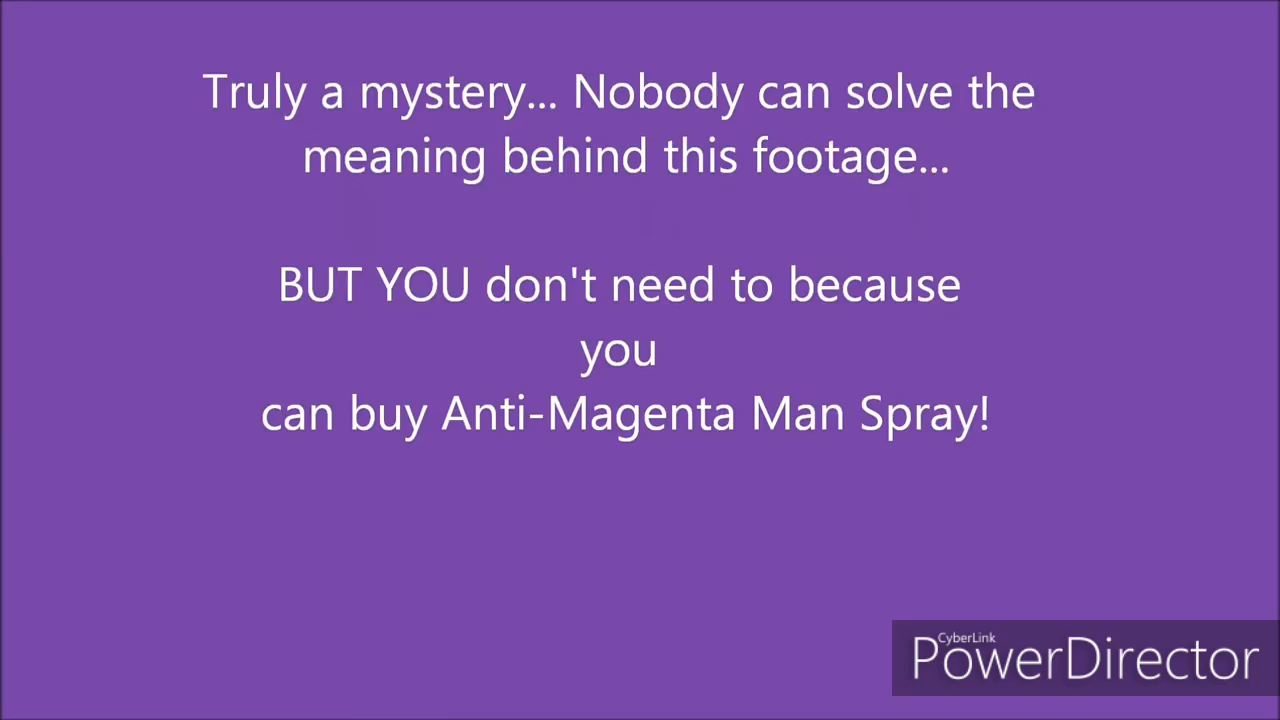 Truly a mystery... Nobody can solve the
meaning behind this footage...
BUT YOU don't need to because
you
can buy Anti-Magenta Man Spray!
CyberLink
PowerDirector